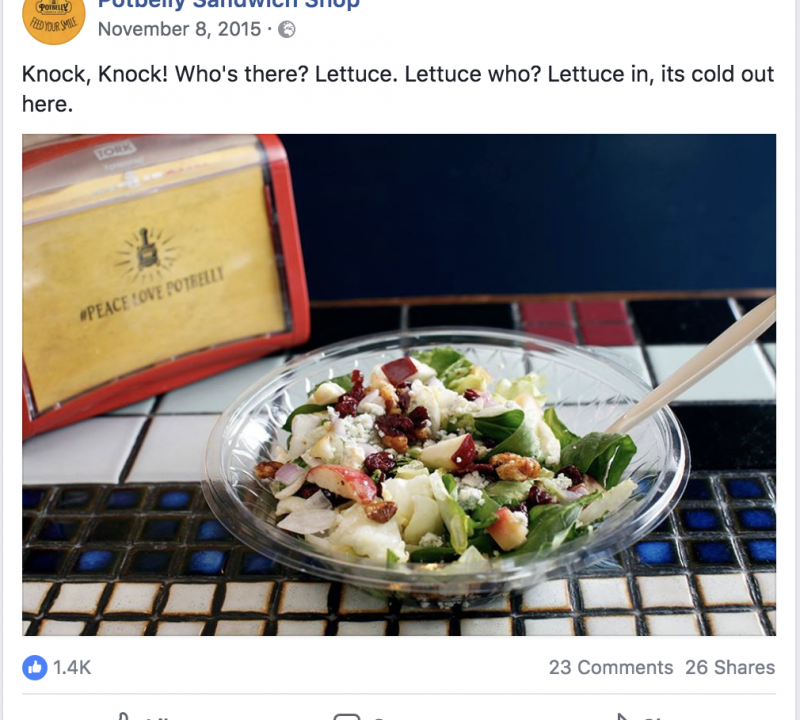 POTBELLY
FEED YOUR SMILE
Potbelly Sandwich Shop
November 8, 2015 ·
Knock, Knock! Who's there? Lettuce. Lettuce who? Lettuce in, its cold out
here.
TORK
#PEACE LOVE POTBELLY
1.4K
23 Comments 26 Shares